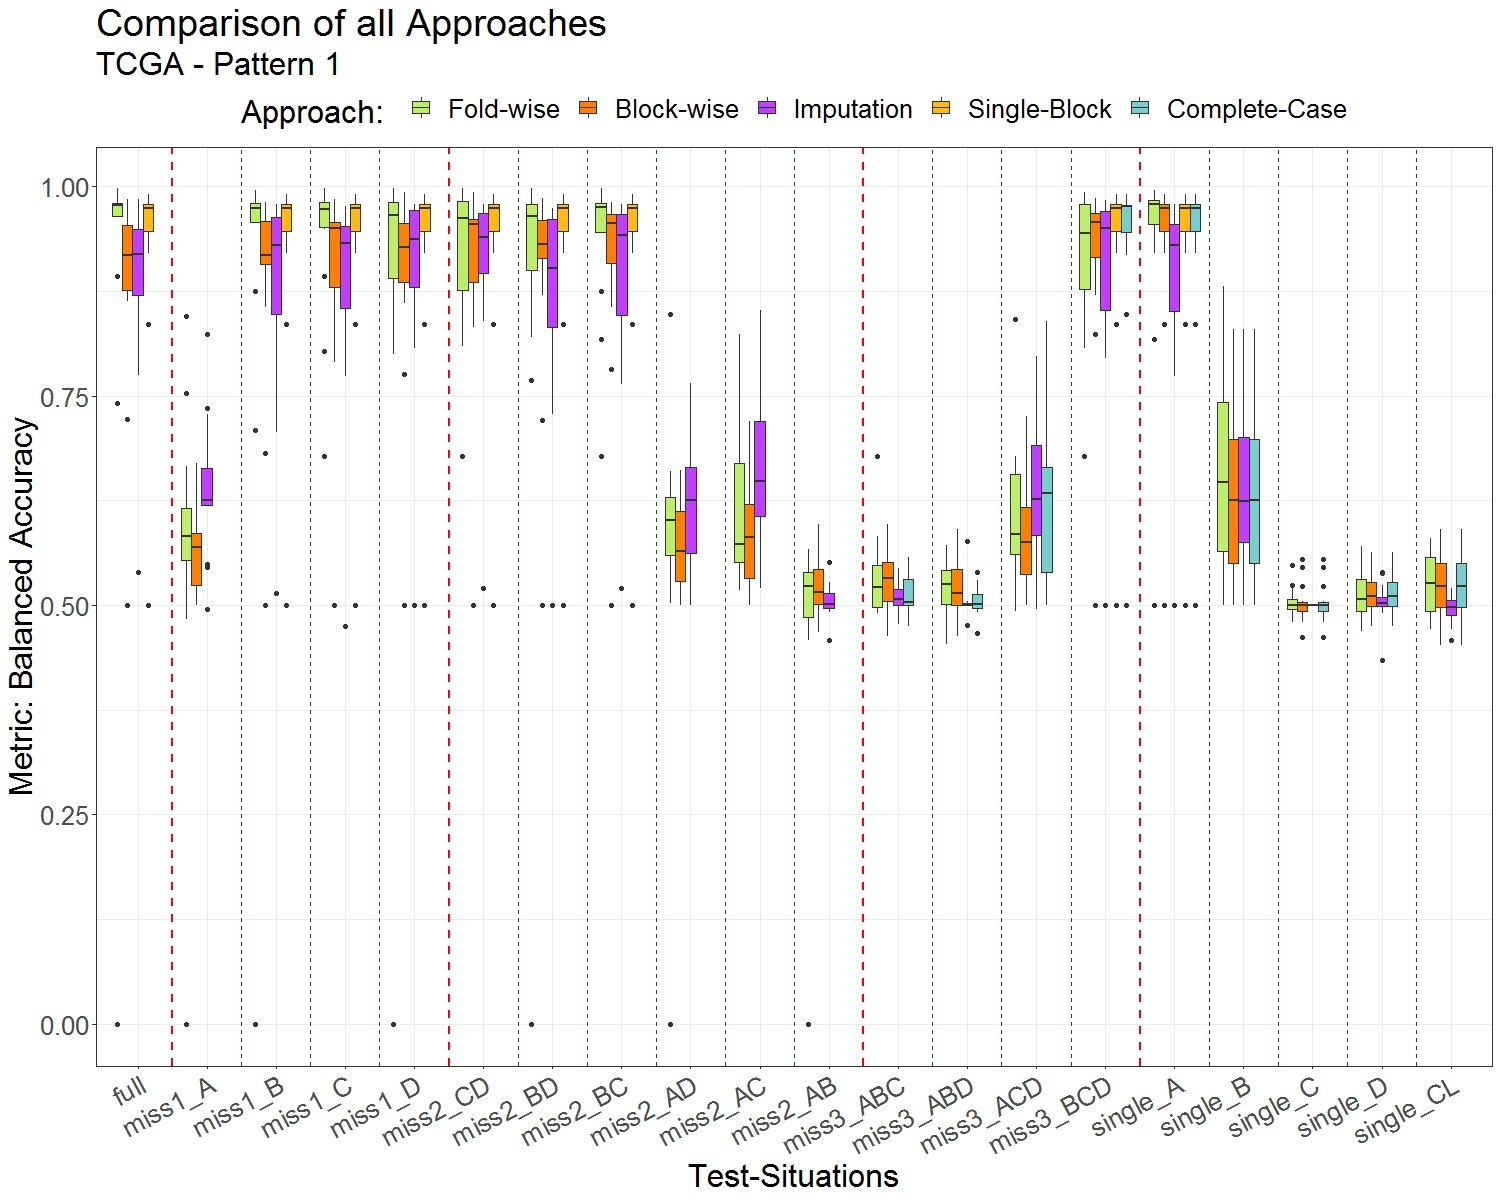 Comparison of all Approaches
TCGA - Pattern 1
Approach: Fold-wise Block-wise Imputation Single-Block Complete-Case
Metric: Balanced Accuracy
1.00
0.75
0.50
0.25
0.00
full miss1_A miss1_B miss1_C miss1_D miss2_CD miss2_BD miss2_BC miss2_AD miss2_AC miss2_AB miss3_ABC miss3_ABD miss3_ACD miss3_BCD single_A single_B single_C single_D single_CL
Test-Situations